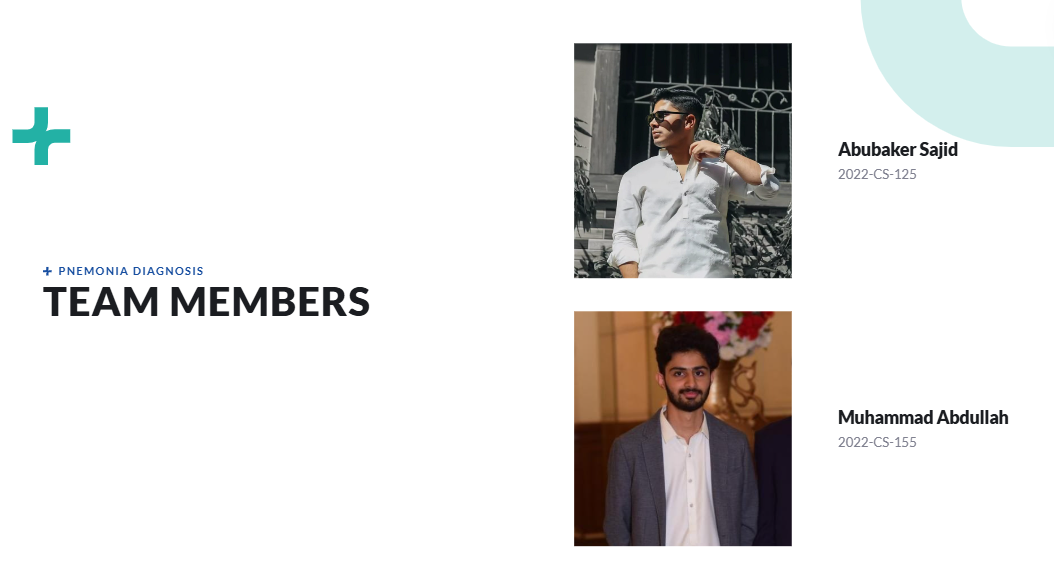 PNEMONIA DIAGNOSIS
TEAM MEMBERS
Abubaker Sajid
2022-CS-125
Muhammad Abdullah
2022-CS-155